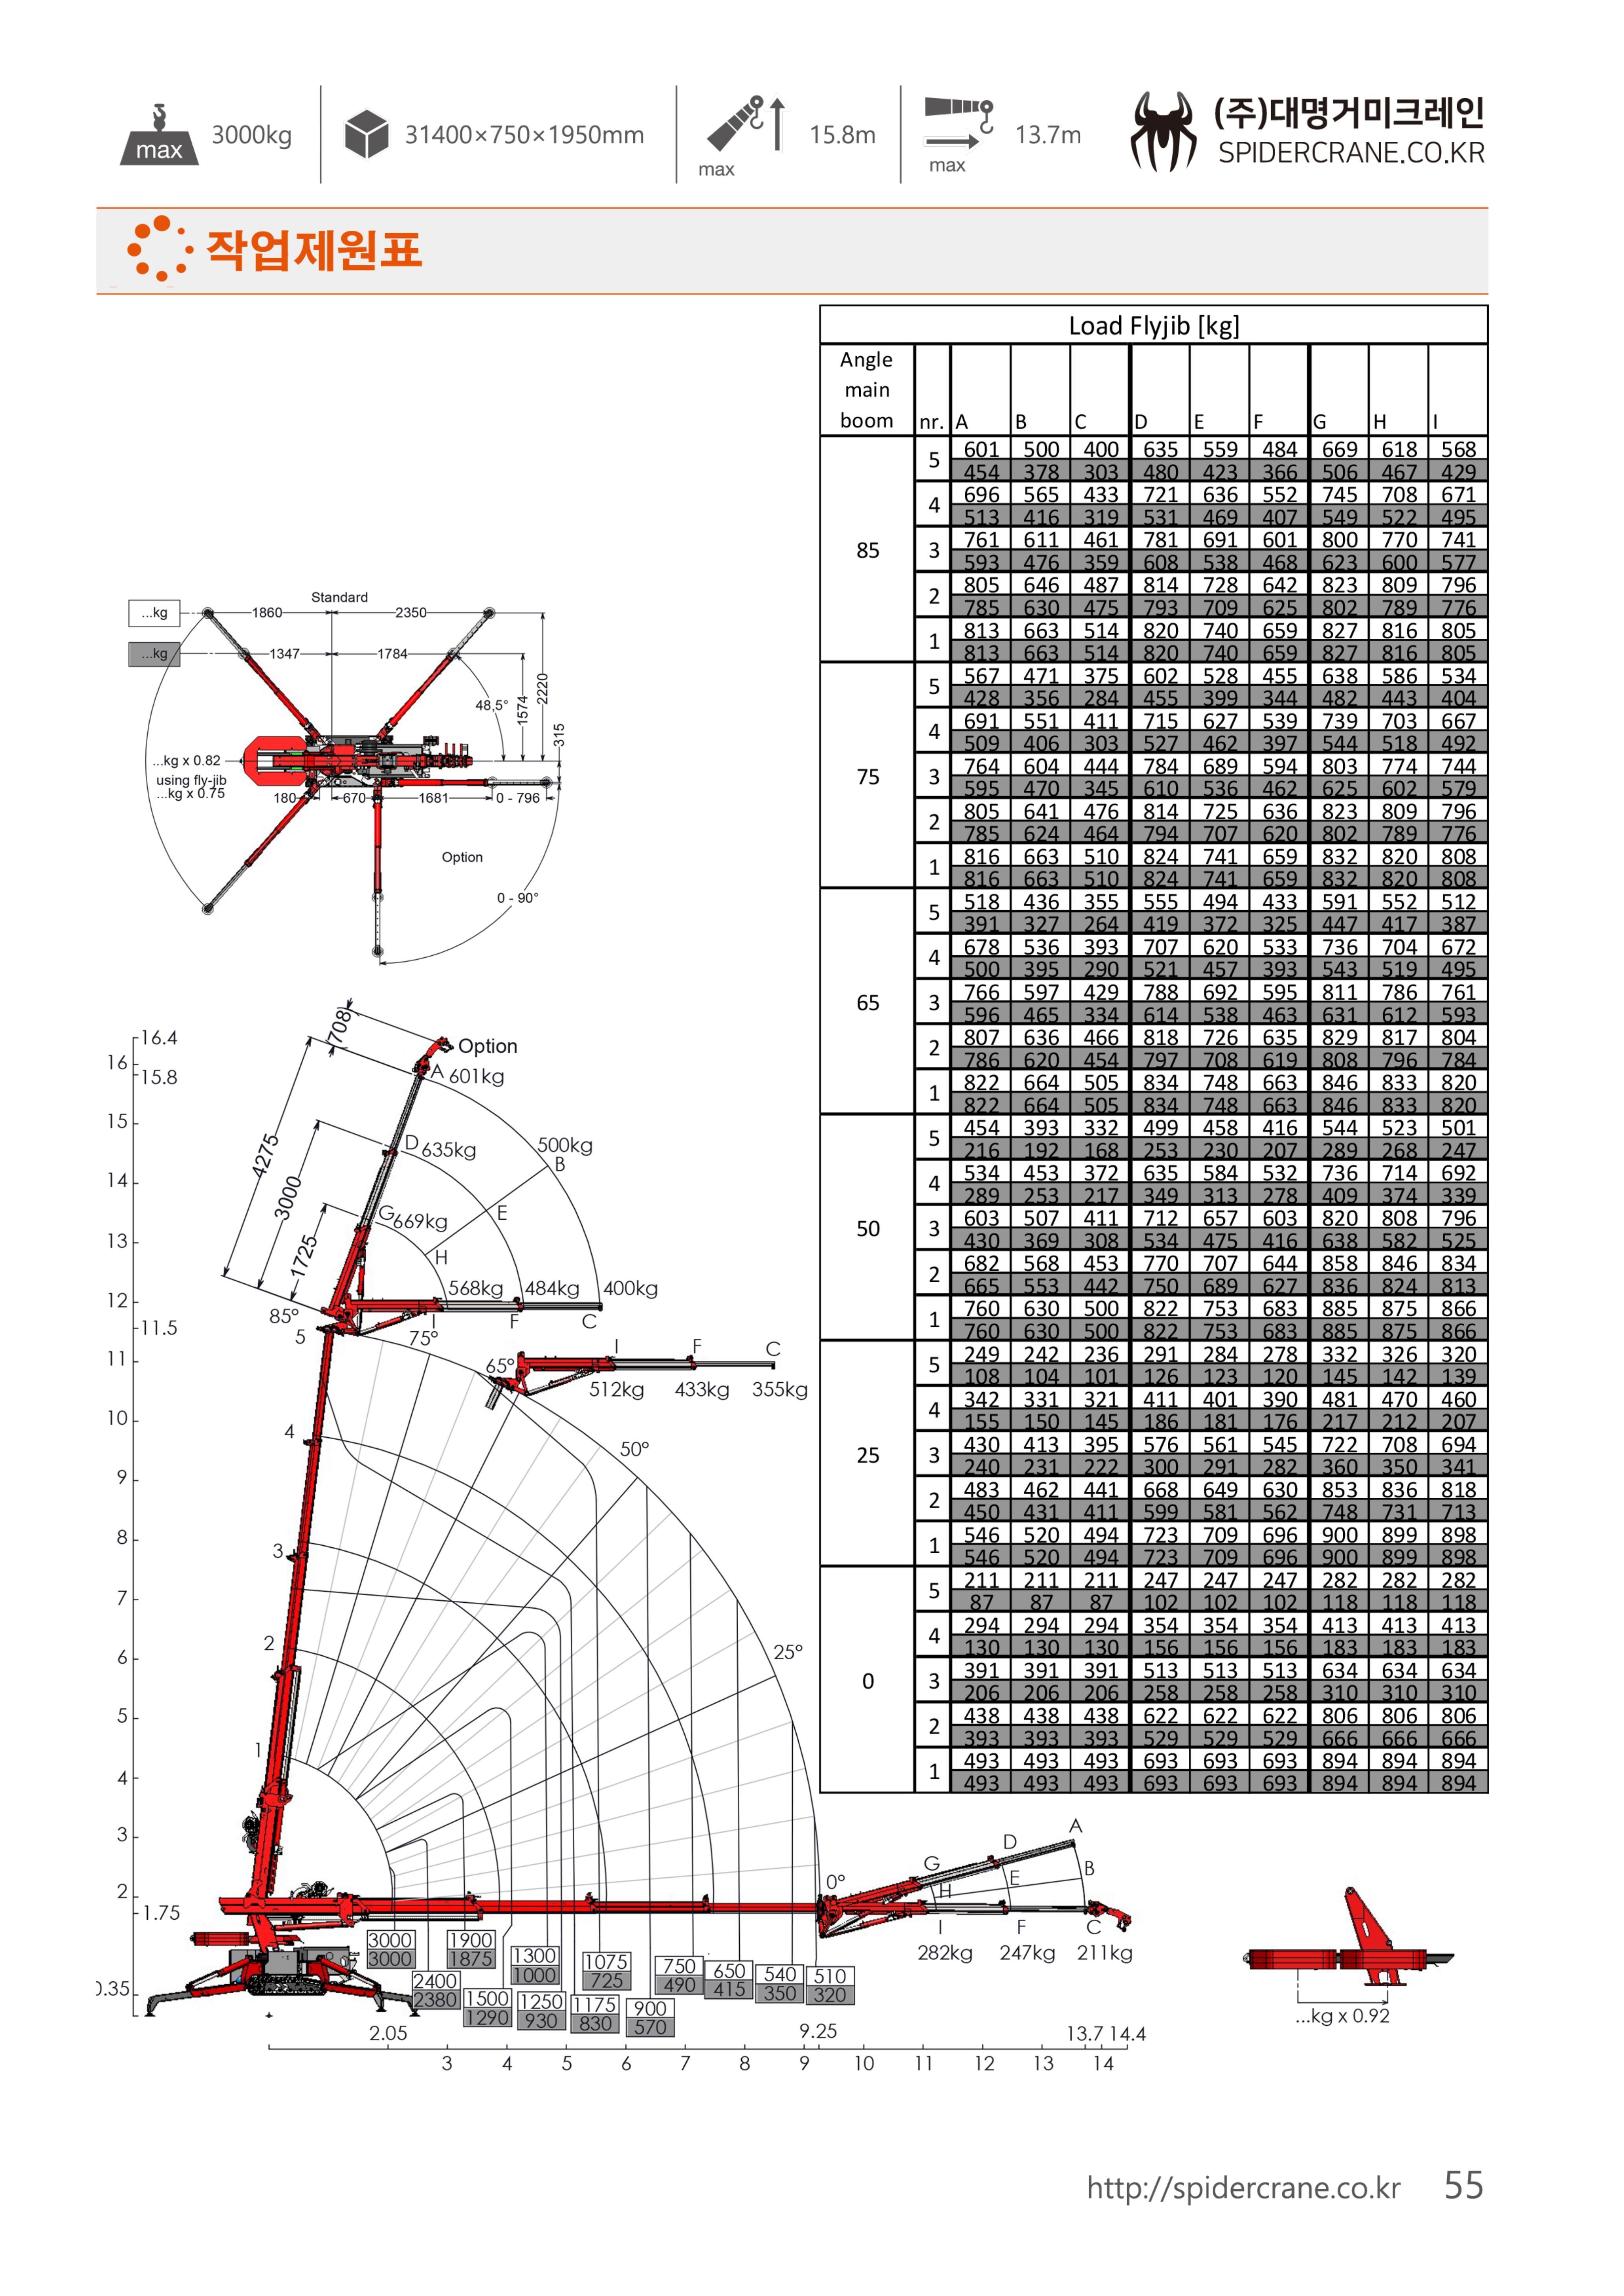 max
3000kg
31400×750×1950mm
max
15.8m
max
13.7m
(주)대명거미크레인
SPIDERCRANE.CO.KR
작업제원표
Load Flyjib [kg]
Angle main boom nr. A B C D E F G H I
85
5 601 500 400 635 559 484 669 618 568
454 378 303 480 423 366 506 467 429
4 696 565 433 721 636 552 745 708 671
513 416 319 531 469 407 549 522 495
3 761 611 461 781 691 601 800 770 741
593 476 359 608 538 468 623 600 577
2 805 646 487 814 728 642 823 809 796
785 630 475 793 709 625 802 789 776
1 813 663 514 820 740 659 827 816 805
813 663 514 820 740 659 827 816 805
75
5 567 471 375 602 528 455 638 586 534
428 356 284 455 399 344 482 443 404
4 691 551 411 715 627 539 739 703 667
509 406 303 527 462 397 544 518 492
3 764 604 444 784 689 594 803 774 744
595 470 345 610 536 462 625 602 579
2 805 641 476 814 725 636 823 809 796
785 624 464 794 707 620 802 789 776
1 816 663 510 824 741 659 832 820 808
816 663 510 824 741 659 832 820 808
65
5 518 436 355 555 494 433 591 552 512
391 327 264 419 372 325 447 417 387
4 678 536 393 707 620 533 736 704 672
500 395 290 521 457 393 543 519 495
3 766 597 429 788 692 595 811 786 761
596 465 334 614 538 463 631 612 593
2 807 636 466 818 726 635 829 817 804
786 620 454 797 708 619 808 796 784
1 822 664 505 834 748 663 846 833 820
822 664 505 834 748 663 846 833 820
50
5 454 393 332 499 458 416 544 523 501
216 192 168 253 230 207 289 268 247
4 534 453 372 635 584 532 736 714 692
289 253 217 349 313 278 409 374 339
3 603 507 411 712 657 603 820 808 796
430 369 308 534 475 416 638 582 525
2 682 568 453 770 707 644 858 846 834
665 553 442 750 689 627 836 824 813
1 760 630 500 822 753 683 885 875 866
760 630 500 822 753 683 885 875 866
25
5 249 242 236 291 284 278 332 326 320
108 104 101 126 123 120 145 142 139
4 342 331 321 411 401 390 481 470 460
155 150 145 186 181 176 217 212 207
3 430 413 395 576 561 545 722 708 694
240 231 222 300 291 282 360 350 341
2 483 462 441 668 649 630 853 836 818
450 431 411 599 581 562 748 731 713
1 546 520 494 723 709 696 900 899 898
546 520 494 723 709 696 900 899 898
0
5 211 211 211 247 247 247 282 282 282
87 87 87 102 102 102 118 118 118
4 294 294 294 354 354 354 413 413 413
130 130 130 156 156 156 183 183 183
3 391 391 391 513 513 513 634 634 634
206 206 206 258 258 258 310 310 310
2 438 438 438 622 622 622 806 806 806
393 393 393 529 529 529 666 666 666
1 493 493 493 693 693 693 894 894 894
493 493 493 693 693 693 894 894 894
Standard
...kg 1860 2350
...kg 1347 1784
48,5°
1574
2220
315
...kg x 0.82
using fly-jib
...kg x 0.75
180 670 1681 0 - 796
Option
0 - 90°
708
16.4
16
15.8
15
14
13
12
11.5
11
10
9
8
7
6
5
4
3
2
1.75
0.35
Option
A 601kg
D 635kg
500kg
B
G 669kg
E
H
4275
3000
1725
568kg 484kg 400kg
85°
I F C
5
75°
I F C
65°
512kg 433kg 355kg
50°
4
3
2
25°
1
0°
A
D
B
G
E
H
I F C
282kg 247kg 211kg
3000
3000
2400
2380
1900
1875
1500
1290
1300
1000
1250
930
1075
725
1175
830
900
570
750
490
650
415
540
350
510
320
2.05
9.25
13.7 14.4
3 4 5 6 7 8 9 10 11 12 13 14
...kg x 0.92
http://spidercrane.co.kr 55